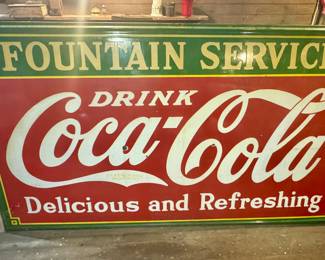 FOUNTAIN SERVICE
DRINK
Coca-Cola
Delicious and Refreshing